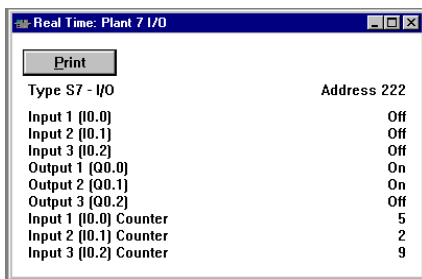 Real Time: Plant 7 I/O
Print
Type S7 - I/O Address 222
Input 1 (I0.0) Off
Input 2 (I0.1) Off
Input 3 (I0.2) Off
Output 1 (Q0.0) On
Output 2 (Q0.1) On
Output 3 (Q0.2) Off
Input 1 (I0.0) Counter 5
Input 2 (I0.1) Counter 2
Input 3 (I0.2) Counter 9